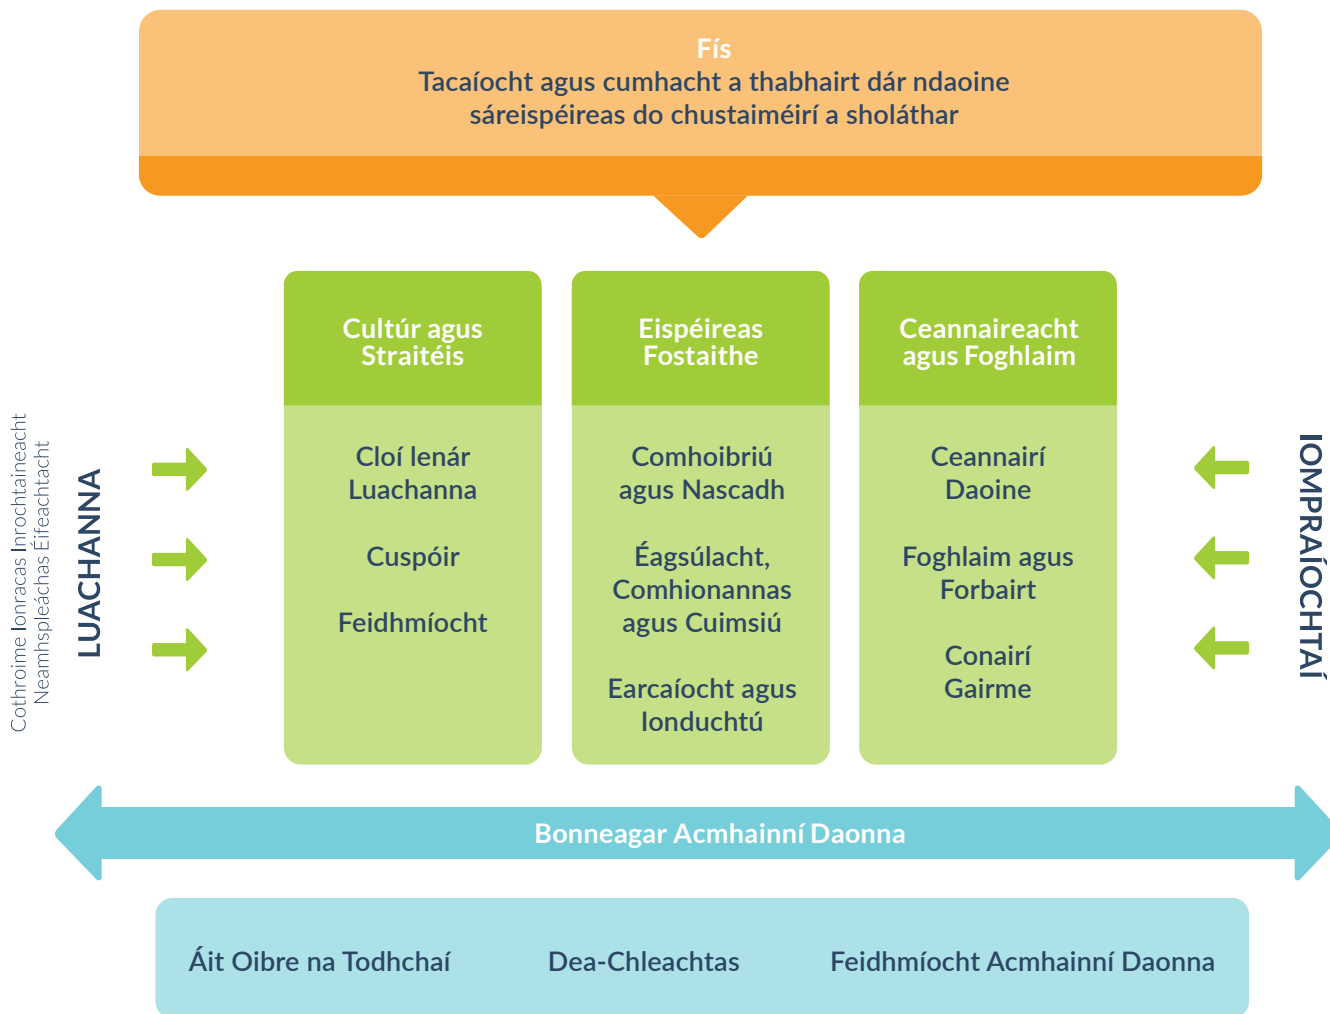 Fís
Tacaíocht agus cumhacht a thabhairt dár ndaoine
sáreispéireas do chustaiméirí a sholáthar
Cothroime Ionracas Inrochtaineacht
Neamhspleáchas Éifeachtacht
LUACHANNA
Cultúr agus
Straitéis
Cloí lenár
Luachanna
Cuspóir
Feidhmíocht
Eispéireas
Fostaithe
Comhoibriú
agus Nascadh
Éagsúlacht,
Comhionannas
agus Cuimsiú
Earcaíocht agus
Ionduchtú
Ceannaireacht
agus Foghlaim
Ceannairí
Daoine
Foghlaim agus
Forbairt
Conairí
Gairme
IOMPRAÍOCHTAÍ
Bonneagar Acmhainní Daonna
Áit Oibre na Todhchaí
Dea-Chleachtas
Feidhmíocht Acmhainní Daonna